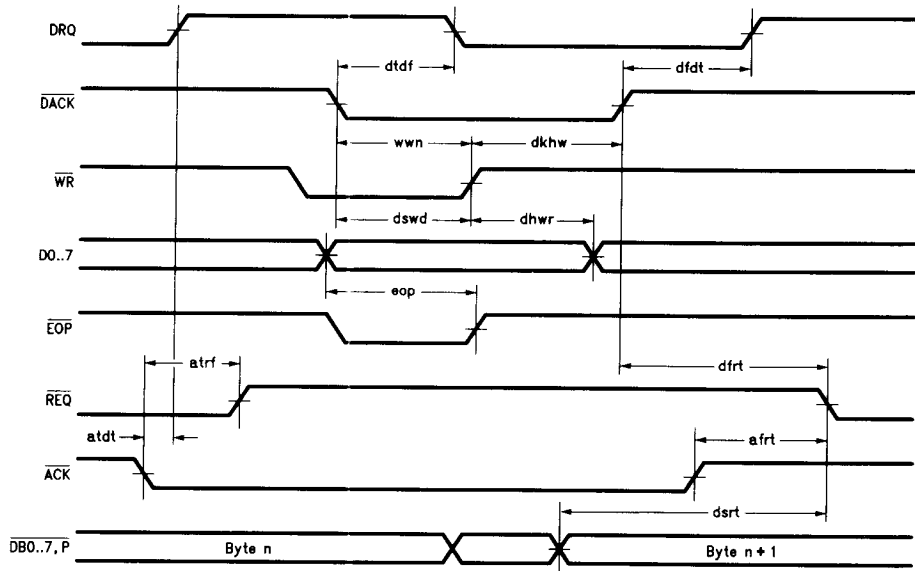 DRQ
dtdf
dfdt
DACK
wwn
dkhw
WR
dswd
dhwr
D0..7
eop
EOP
atrf
dfrt
REQ
atdt
afrt
ACK
dsrt
DB0..7,P
Byte n
Byte n+1